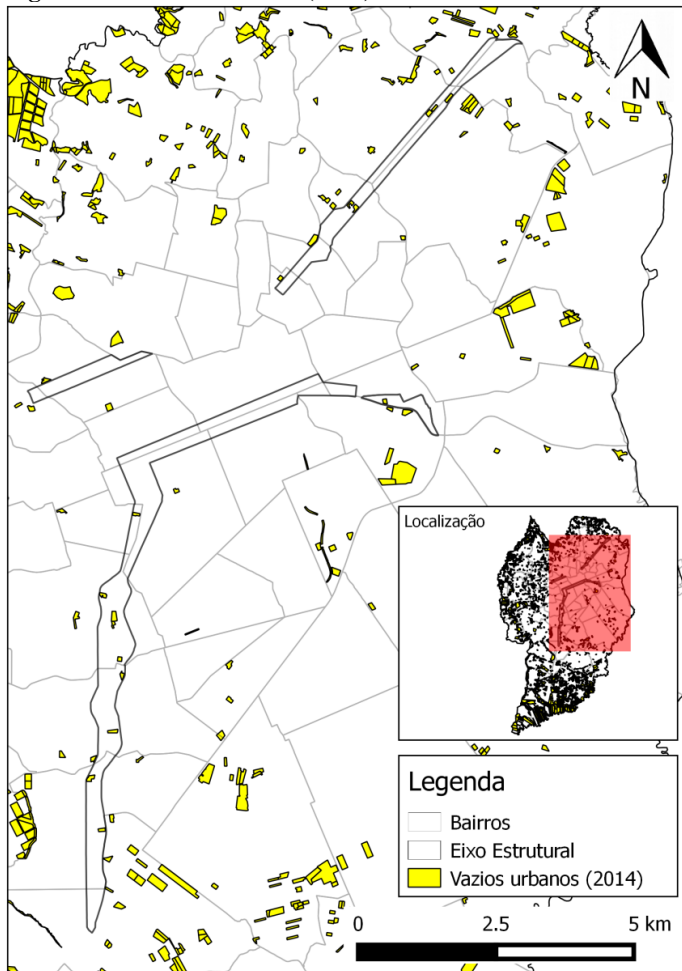 N
Localização
Legenda
Bairros
Eixo Estrutural
Vazios urbanos (2014)
0 2.5 5 km